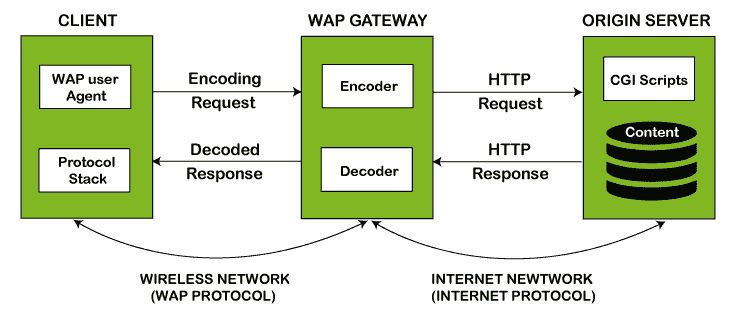 CLIENT
WAP GATEWAY
ORIGIN SERVER
WAP user
Agent
Encoding
Request
Encoder
HTTP
Request
CGI Scripts
Content
Protocol
Stack
Decoded
Response
Decoder
HTTP
Response
WIRELESS NETWORK
(WAP PROTOCOL)
INTERNET NEWTWORK
(INTERNET PROTOCOL)